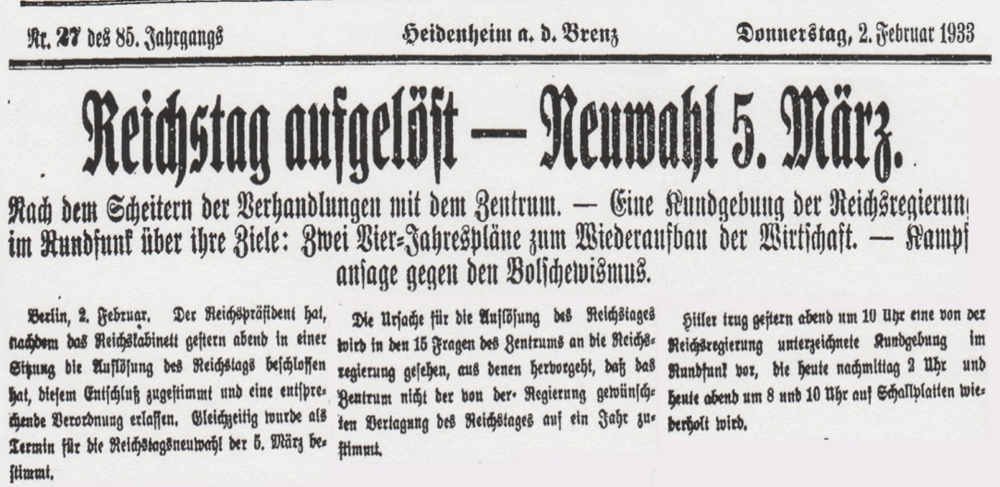 Nr. 27 des 85. Jahrgangs
Heidenheim a. d. Brenz
Donnerstag, 2. Februar 1933
Reichstag aufgelöst — Neuwahl 5. März.
Nach dem Scheitern der Verhandlungen mit dem Zentrum. — Eine Kundgebung der Reichsregierung
im Rundfunk über ihre Ziele: Zwei Vier-Jahrespläne zum Wiederaufbau der Wirtschaft. — Kampf
ansage gegen den Bolschewismus.
Berlin, 2. Februar. Der Reichspräsident hat,
nachdem das Reichskabinett gestern abend in einer
Sitzung die Auflösung des Reichstags beschlossen
hat, diesem Entschluß zugestimmt und eine entspre-
chende Verordnung erlassen. Gleichzeitig wurde als
Termin für die Reichstagsneuwahl der 5. März be-
stimmt.
Die Ursache für die Auflösung des Reichstages
wird in den 15 Fragen des Zentrums an die Reichs-
regierung gesehen, aus denen hervorgeht, daß das
Zentrum nicht der von der Regierung gewünsch-
ten Vertagung des Reichstages auf ein Jahr zu-
stimmt.
Hitler trug gestern abend um 10 Uhr eine von der
Reichsregierung unterzeichnete Kundgebung im
Rundfunk vor, die heute nachmittag 2 Uhr und
heute abend um 8 und 10 Uhr auf Schallplatten wie-
derholt wird.